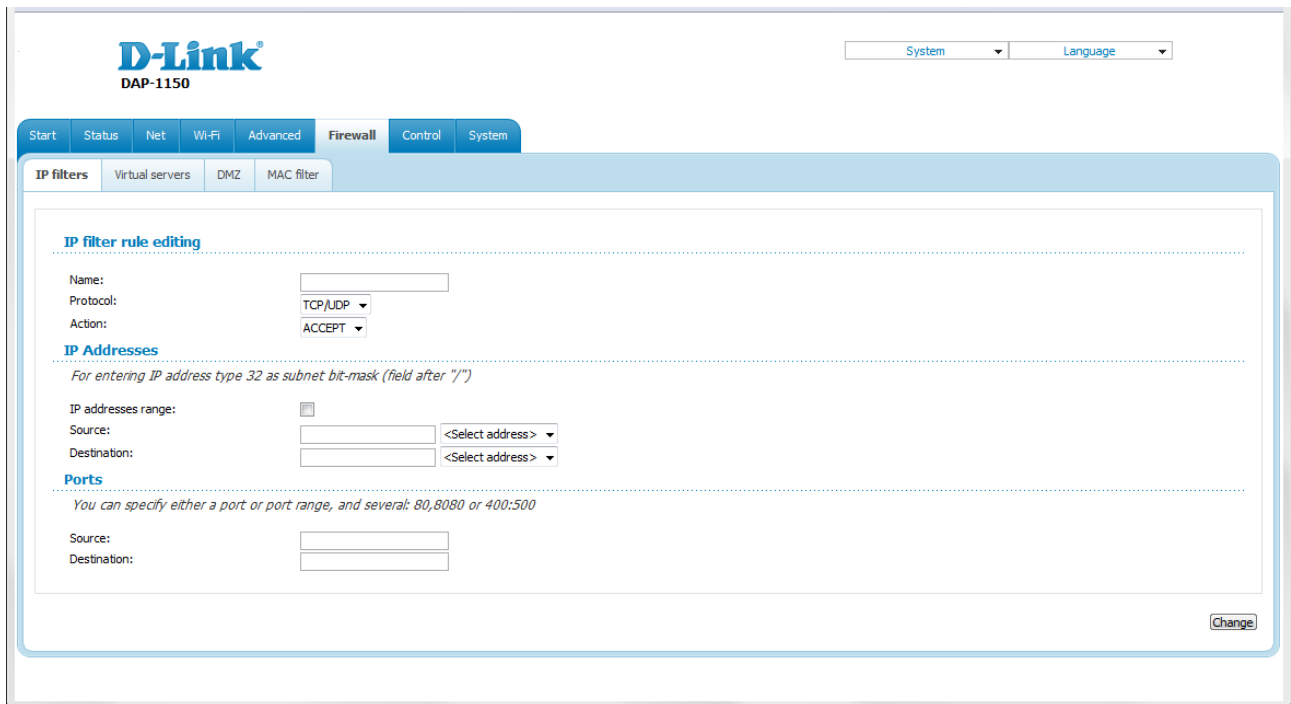 D-Link®
DAP-1150
System Language
Start Status Net Wi-Fi Advanced Firewall Control System
IP filters Virtual servers DMZ MAC filter
IP filter rule editing
Name:
Protocol: TCP/UDP
Action: ACCEPT
IP Addresses
For entering IP address type 32 as subnet bit-mask (field after "/")
IP addresses range:
Source: <Select address>
Destination: <Select address>
Ports
You can specify either a port or port range, and several: 80,8080 or 400:500
Source:
Destination:
Change